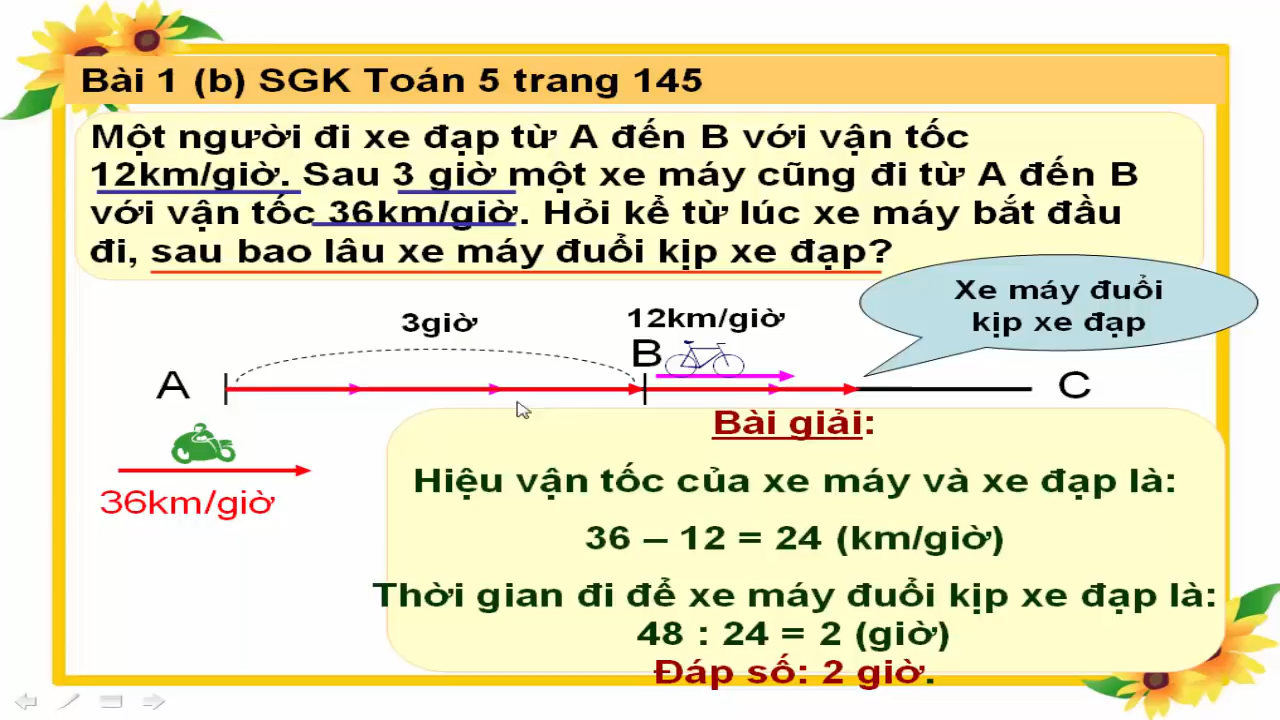 Bài 1 (b) SGK Toán 5 trang 145
Một người đi xe đạp từ A đến B với vận tốc
12km/giờ. Sau 3 giờ một xe máy cũng đi từ A đến B
với vận tốc 36km/giờ. Hỏi kể từ lúc xe máy bắt đầu
đi, sau bao lâu xe máy đuổi kịp xe đạp?
Xe máy đuổi
kịp xe đạp
3giờ
12km/giờ
A
B
C
36km/giờ
Bài giải:
Hiệu vận tốc của xe máy và xe đạp là:
36 – 12 = 24 (km/giờ)
Thời gian đi để xe máy đuổi kịp xe đạp là:
48 : 24 = 2 (giờ)
Đáp số: 2 giờ.